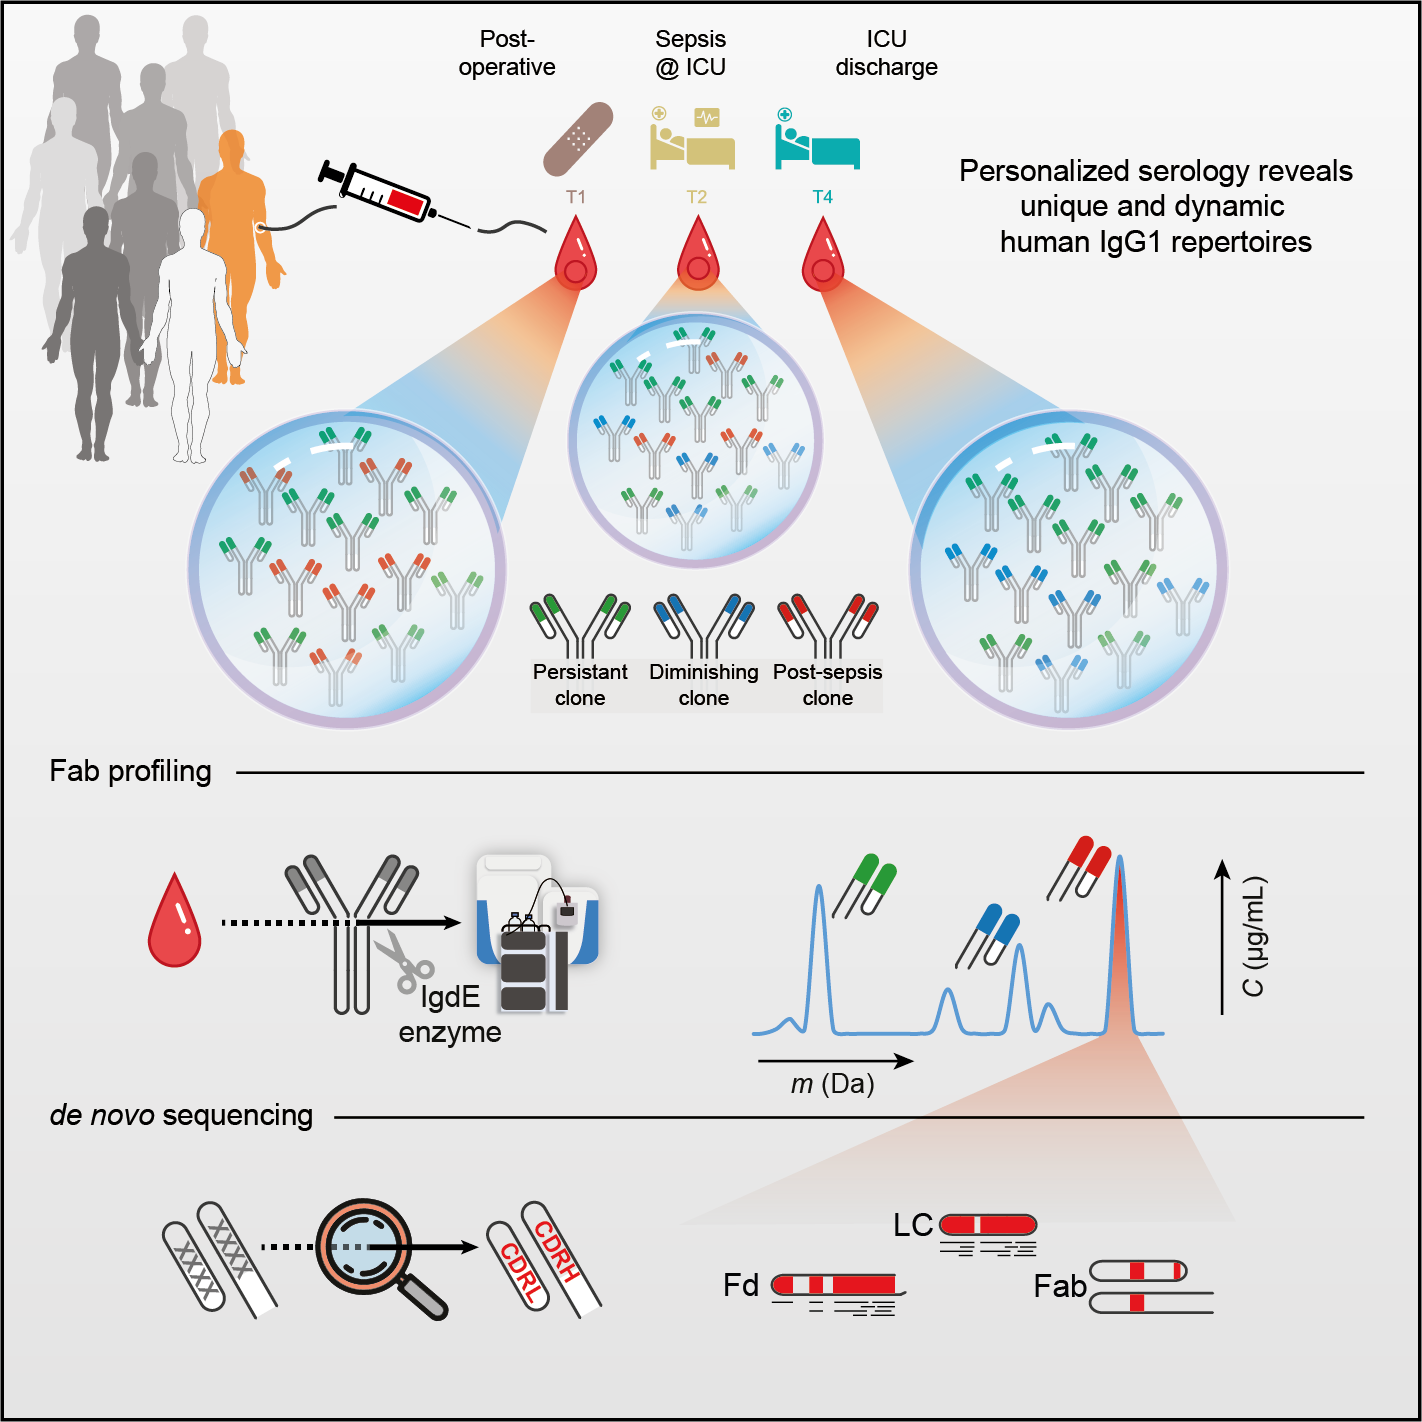 Post-
operative
Sepsis
@ ICU
ICU
discharge
T1
T2
T4
Personalized serology reveals
unique and dynamic
human IgG1 repertoires
Persistant
clone
Diminishing
clone
Post-sepsis
clone
Fab profiling
IgdE
enzyme
C (µg/mL)
m (Da)
de novo sequencing
XXXX
XXXX
CDRL
CDRH
LC
Fd
Fab